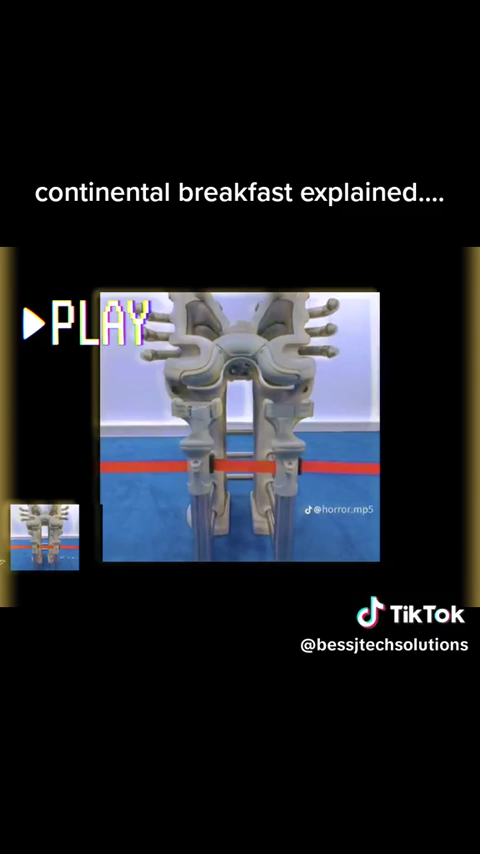 continental breakfast explained....
PLAY
@horror.mp5
TikTok
@bessjtechsolutions